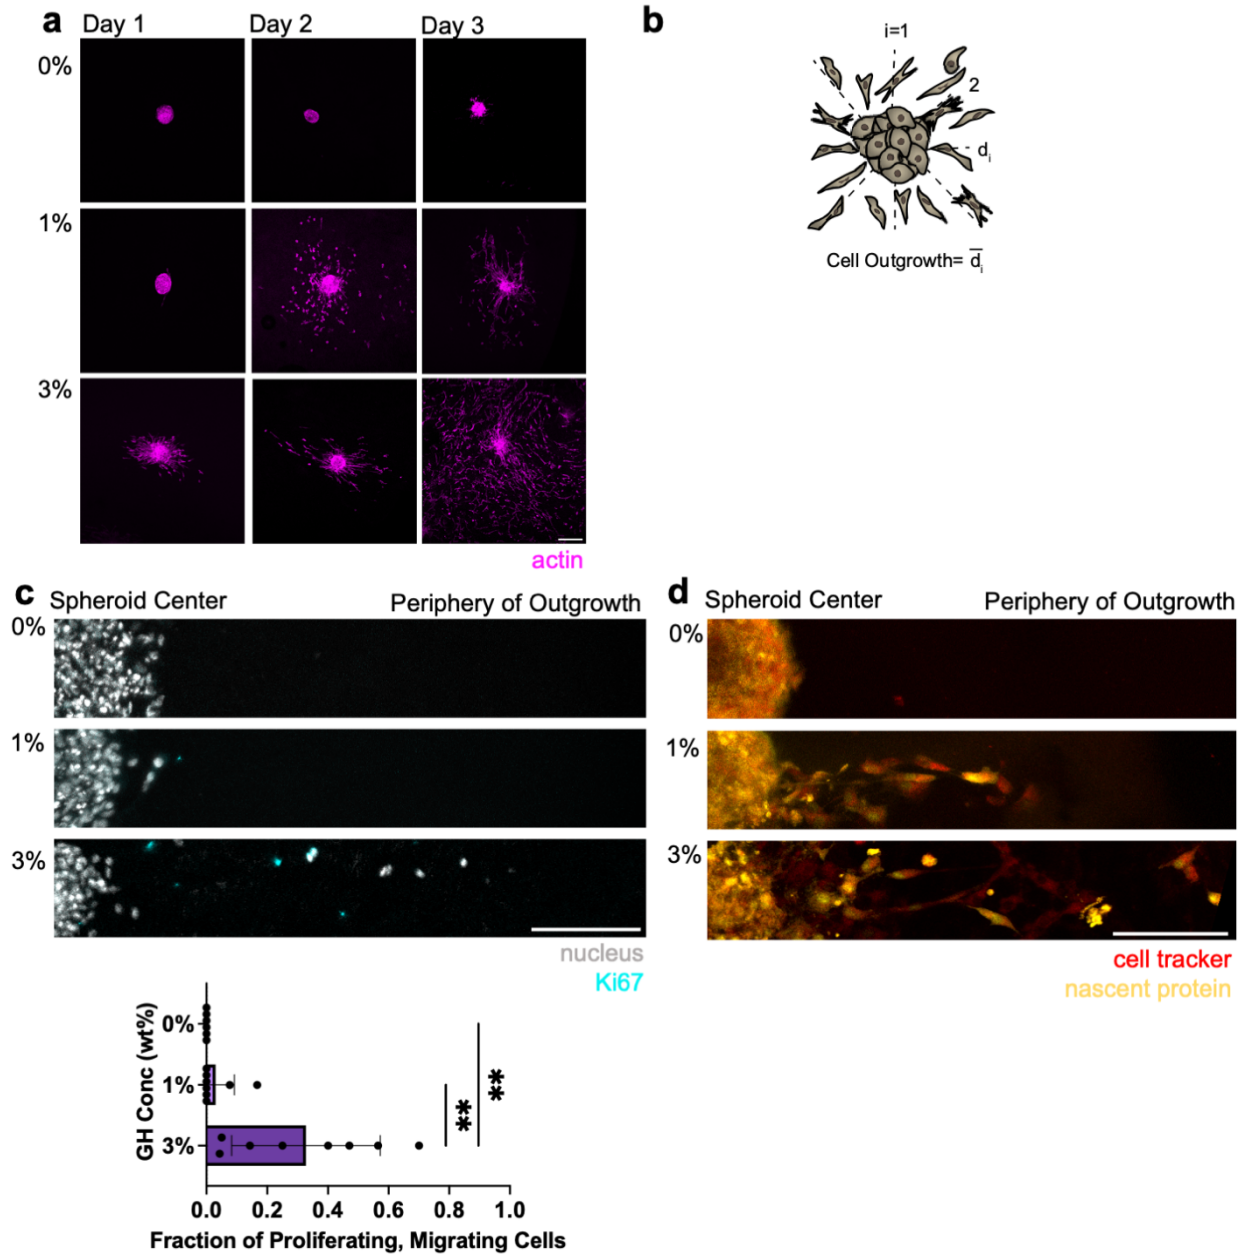 a
Day 1
Day 2
Day 3
0%
1%
3%
actin
b
i=1
2
di
Cell Outgrowth= d̅i
c
Spheroid Center
Periphery of Outgrowth
0%
1%
3%
nucleus
Ki67
GH Conc (wt%)
0%
1%
3%
**
**
0.0 0.2 0.4 0.6 0.8 1.0
Fraction of Proliferating, Migrating Cells
d
Spheroid Center
Periphery of Outgrowth
0%
1%
3%
cell tracker
nascent protein